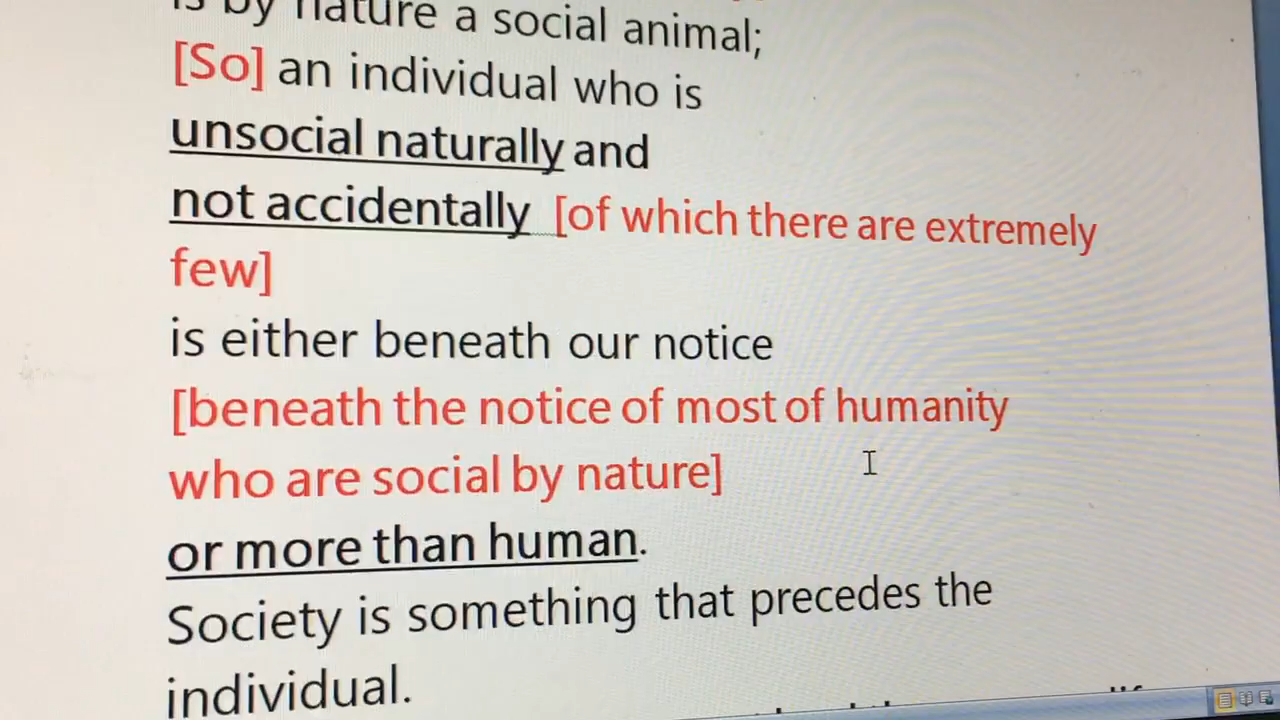 is by nature a social animal;
[So] an individual who is
unsocial naturally and
not accidentally [of which there are extremely
few]
is either beneath our notice
[beneath the notice of most of humanity
who are social by nature]
or more than human.
Society is something that precedes the
individual.